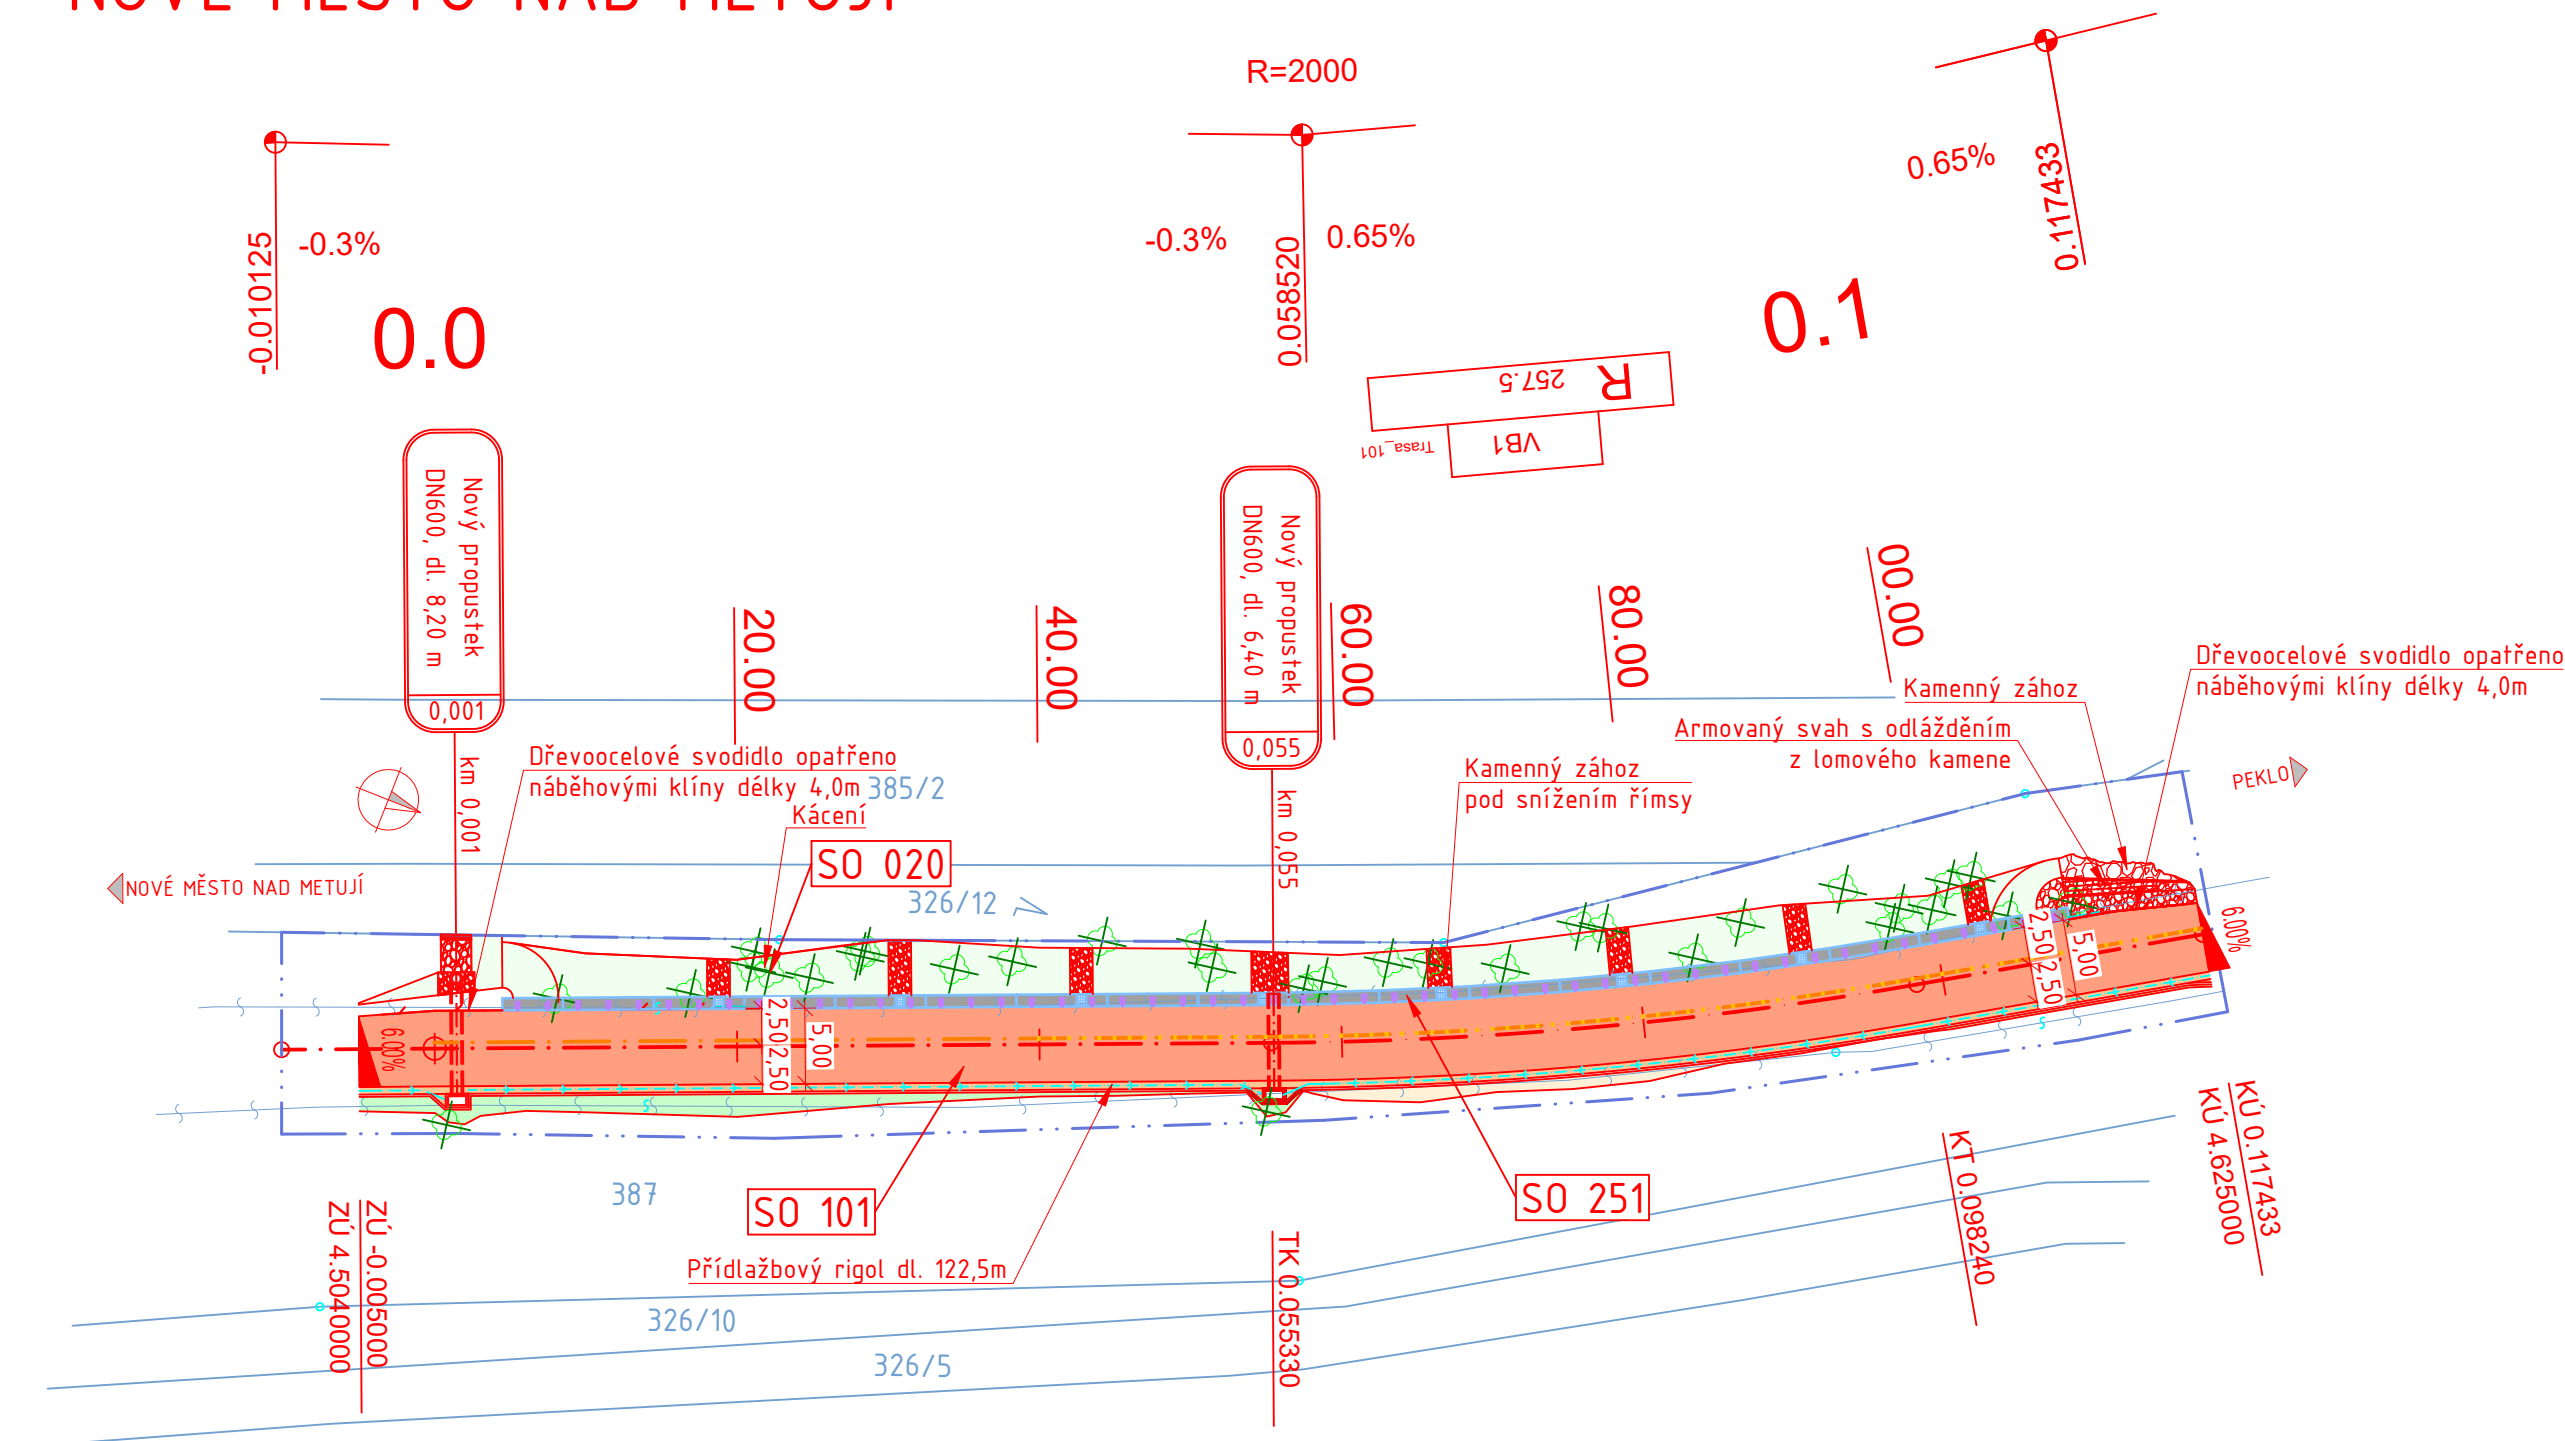 NOVÉ MĚSTO NAD METUJÍ
R=2000
-0.010125
-0.3%
-0.3%
0.058520
0.65%
0.65%
0.117433
0.0
0.1
R
257.5
VB1
Trasa_101
Nový propustek
DN600, dl. 8,20 m
0,001
km 0,001
Nový propustek
DN600, dl. 6,40 m
0,055
km 0,055
20.00
40.00
60.00
80.00
00.00
Dřevoocelové svodidlo opatřeno
náběhovými klíny délky 4,0m
385/2
Kácení
SO 020
326/12
Kamenný zához
pod snížením římsy
Armovaný svah s odlážděním
z lomového kamene
Kamenný zához
Dřevoocelové svodidlo opatřeno
náběhovými klíny délky 4,0m
PEKLO
NOVÉ MĚSTO NAD METUJÍ
6.00%
2,50
2,50
5,00
2,50
2,50
5,00
6.00%
S
S
S
387
SO 101
SO 251
Přídlažbový rigol dl. 122,5m
326/10
326/5
ZÚ -0.005000
ZÚ 4.504000
TK 0.055330
KT 0.098240
KÚ 0.117433
KÚ 4.625000